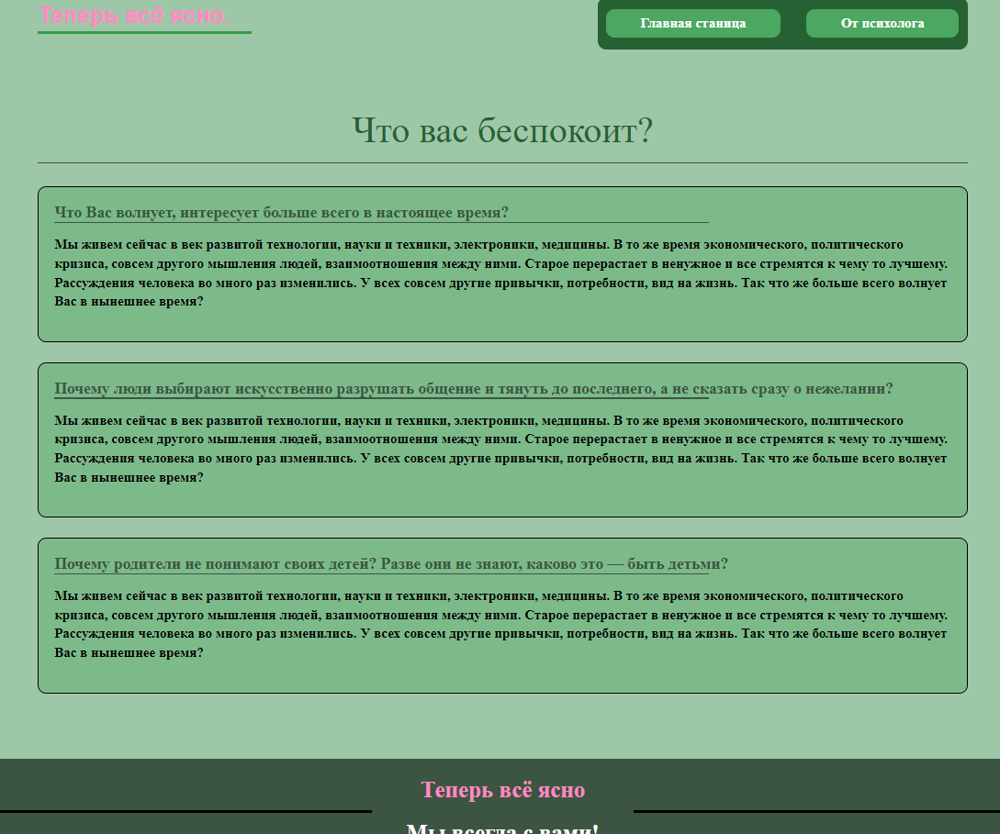 Теперь всё ясно.
Главная станица
От психолога
Что вас беспокоит?
Что Вас волнует, интересует больше всего в настоящее время?
Мы живем сейчас в век развитой технологии, науки и техники, электроники, медицины. В то же время экономического, политического
кризиса, совсем другого мышления людей, взаимоотношения между ними. Старое перерастает в ненужное и все стремятся к чему то лучшему.
Рассуждения человека во много раз изменились. У всех совсем другие привычки, потребности, вид на жизнь. Так что же больше всего волнует
Вас в нынешнее время?
Почему люди выбирают искусственно разрушать общение и тянуть до последнего, а не сказать сразу о нежелании?
Мы живем сейчас в век развитой технологии, науки и техники, электроники, медицины. В то же время экономического, политического
кризиса, совсем другого мышления людей, взаимоотношения между ними. Старое перерастает в ненужное и все стремятся к чему то лучшему.
Рассуждения человека во много раз изменились. У всех совсем другие привычки, потребности, вид на жизнь. Так что же больше всего волнует
Вас в нынешнее время?
Почему родители не понимают своих детей? Разве они не знают, каково это — быть детьми?
Мы живем сейчас в век развитой технологии, науки и техники, электроники, медицины. В то же время экономического, политического
кризиса, совсем другого мышления людей, взаимоотношения между ними. Старое перерастает в ненужное и все стремятся к чему то лучшему.
Рассуждения человека во много раз изменились. У всех совсем другие привычки, потребности, вид на жизнь. Так что же больше всего волнует
Вас в нынешнее время?
Теперь всё ясно
Мы всегда с вами!